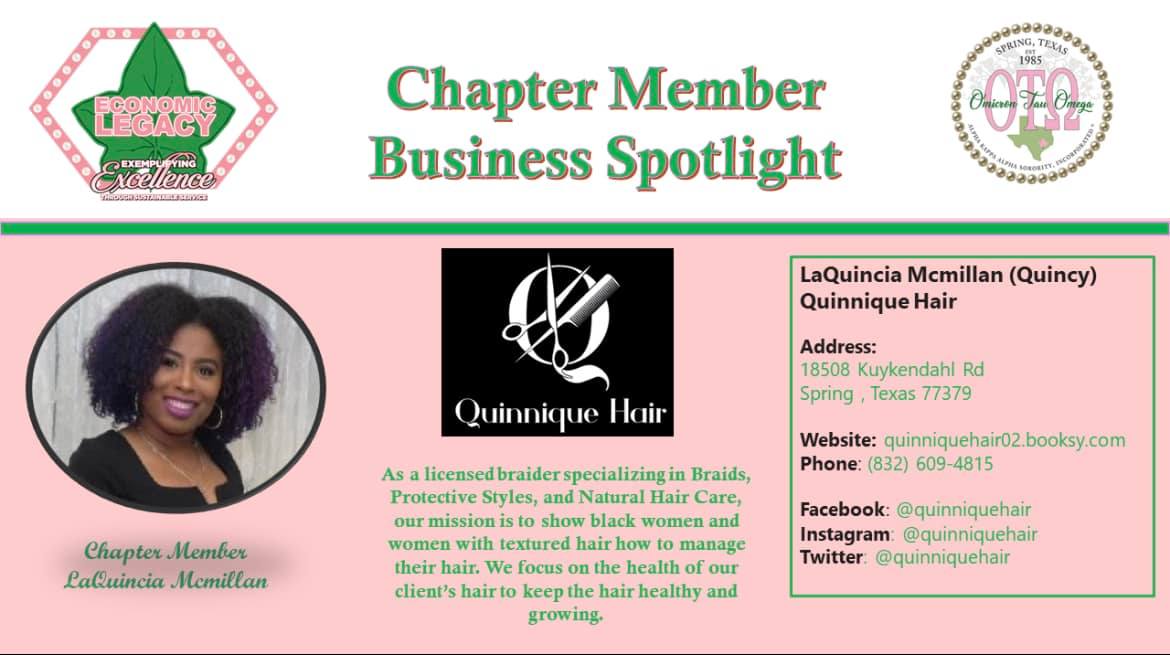 ECONOMIC
LEGACY
EXEMPLIFYING
Excellence
THROUGH SUSTAINABLE SERVICE
Chapter Member
Business Spotlight
SPRING, TEXAS
EST
1985
ΟΤΩ
Omicron Tau Omega
ALPHA KAPPA ALPHA SORORITY, INCORPORATED®
Chapter Member
LaQuincia Mcmillan
Q
Quinnique Hair
As a licensed braider specializing in Braids,
Protective Styles, and Natural Hair Care,
our mission is to show black women and
women with textured hair how to manage
their hair. We focus on the health of our
client’s hair to keep the hair healthy and
growing.
LaQuincia Mcmillan (Quincy)
Quinnique Hair
Address:
18508 Kuykendahl Rd
Spring , Texas 77379
Website: quinniquehair02.booksy.com
Phone: (832) 609-4815
Facebook: @quinniquehair
Instagram: @quinniquehair
Twitter: @quinniquehair